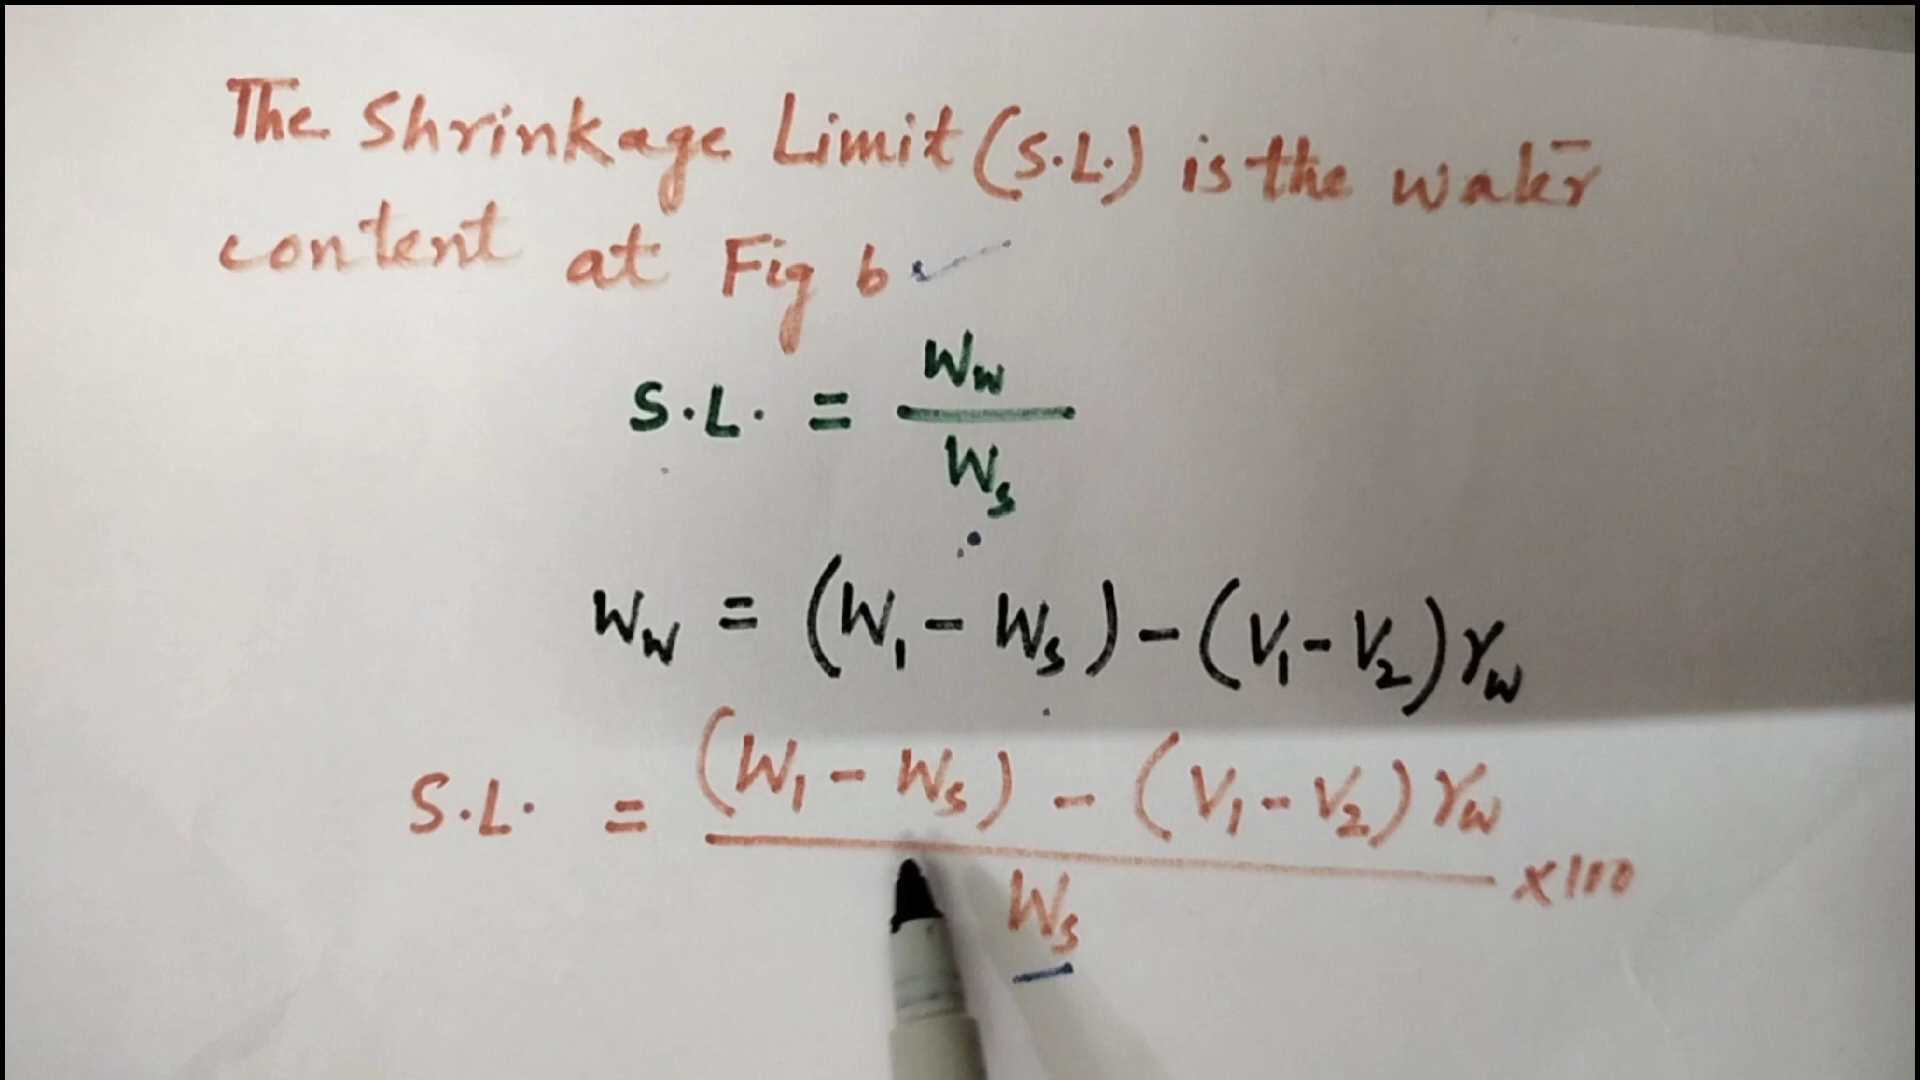 The Shrinkage Limit (S.L.) is the water
content at Fig b
S.L. = Ww / Ws
Ww = (W1 - Ws) - (V1 - V2) γw
S.L. = (W1 - Ws) - (V1 - V2) γw / Ws x100